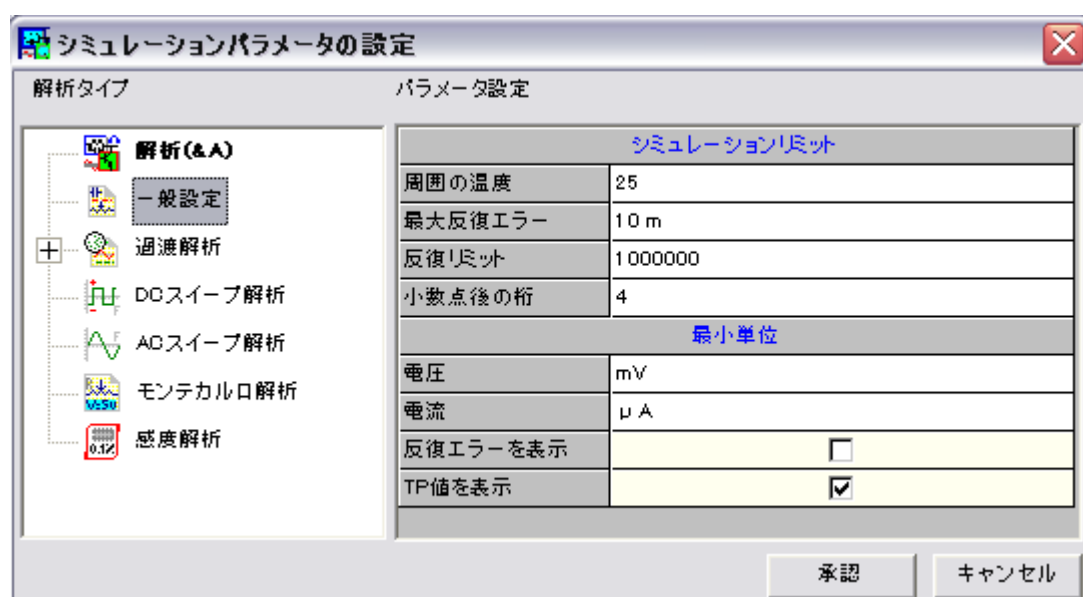 シミュレーションパラメータの設定
解析タイプ
パラメータ設定
解析(&A)
一般設定
過渡解析
DCスイープ解析
ACスイープ解析
モンテカルロ解析
感度解析
シミュレーションリミット
周囲の温度 25
最大反復エラー 10 m
反復リミット 1000000
小数点後の桁 4
最小単位
電圧 mV
電流 μA
反復エラーを表示
TP値を表示
承認 キャンセル